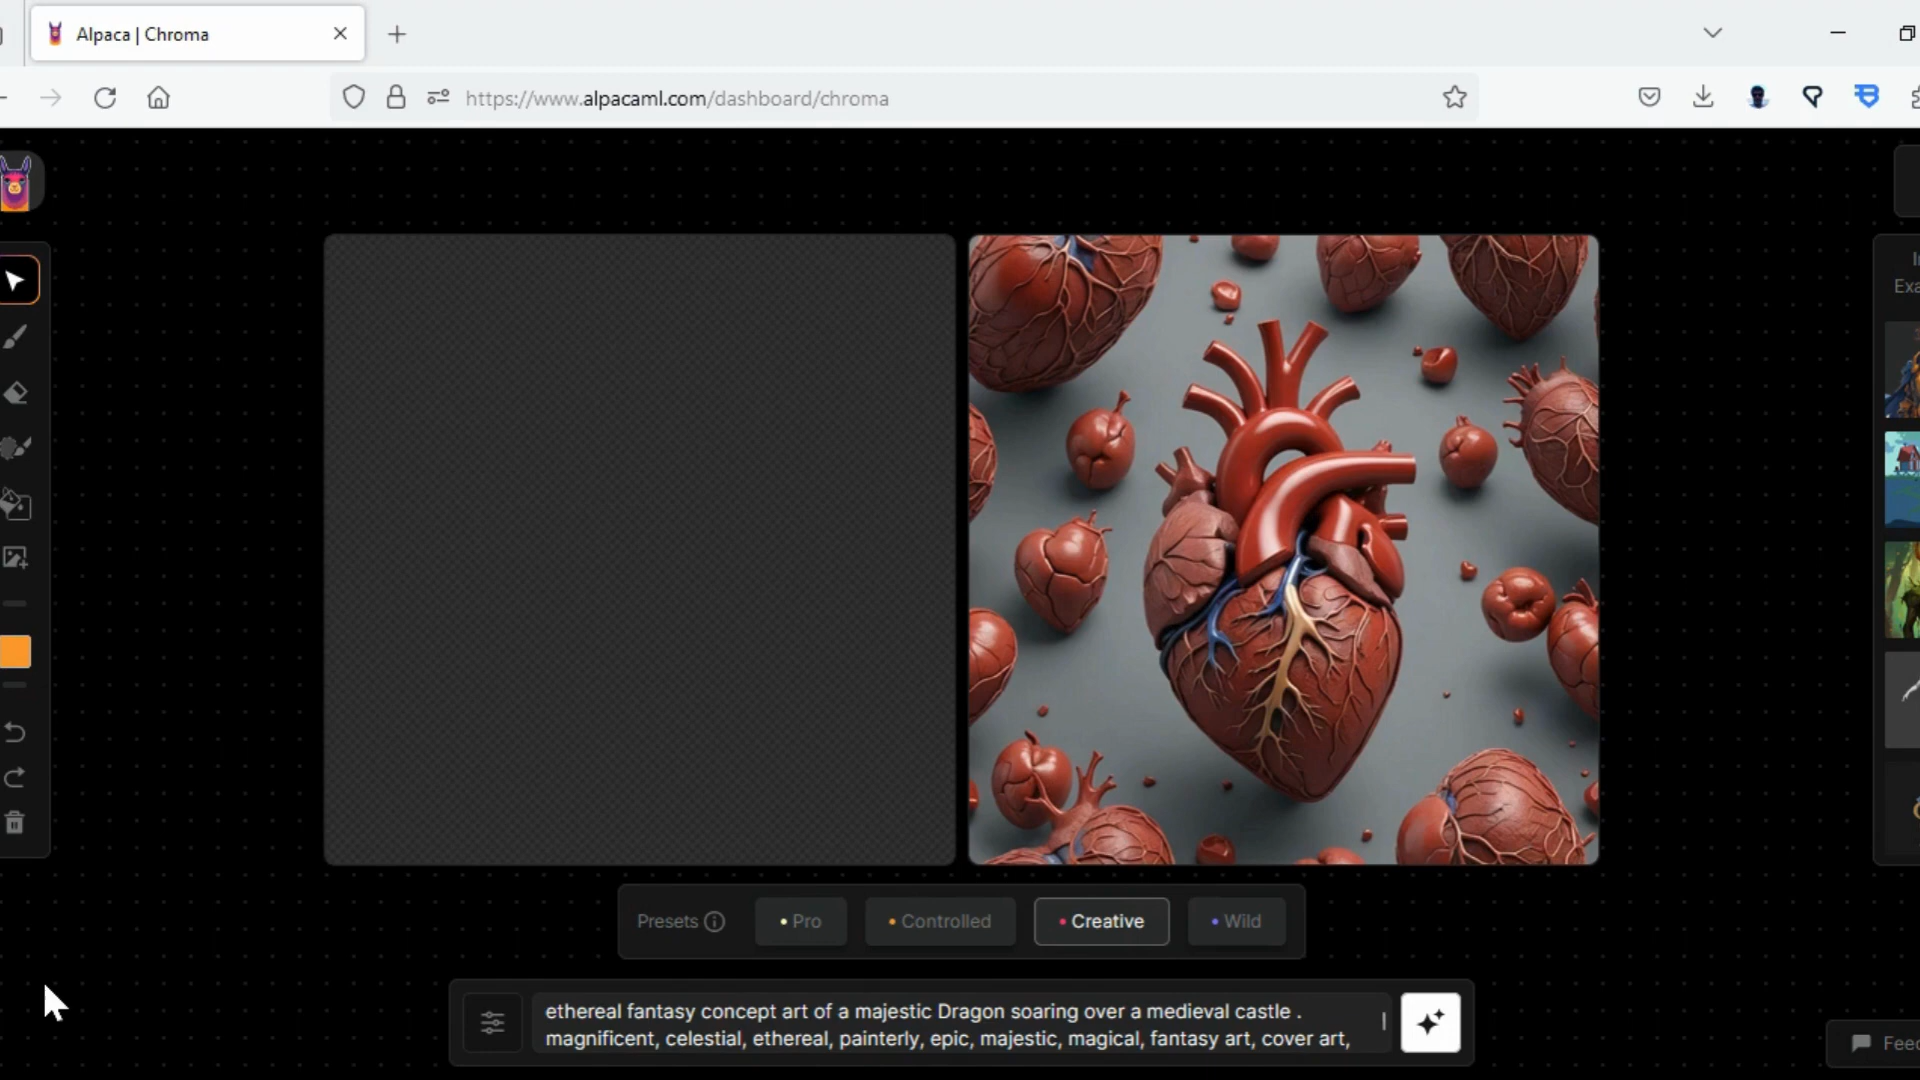 Alpaca | Chroma
https://www.alpacaml.com/dashboard/chroma
Presets
Pro
Controlled
Creative
Wild
ethereal fantasy concept art of a majestic Dragon soaring over a medieval castle .
magnificent, celestial, ethereal, painterly, epic, majestic, magical, fantasy art, cover art,